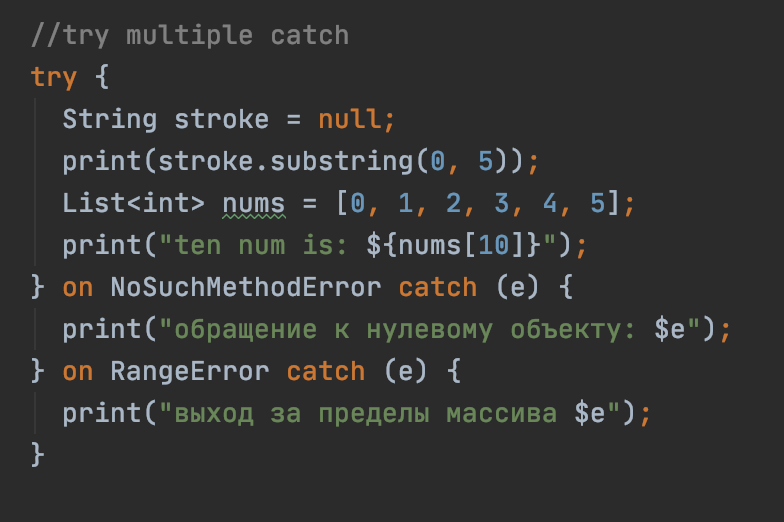 //try multiple catch
try {
  String stroke = null;
  print(stroke.substring(0, 5));
  List<int> nums = [0, 1, 2, 3, 4, 5];
  print("ten num is: ${nums[10]}");
} on NoSuchMethodError catch (e) {
  print("обращение к нулевому объекту: $e");
} on RangeError catch (e) {
  print("выход за пределы массива $e");
}